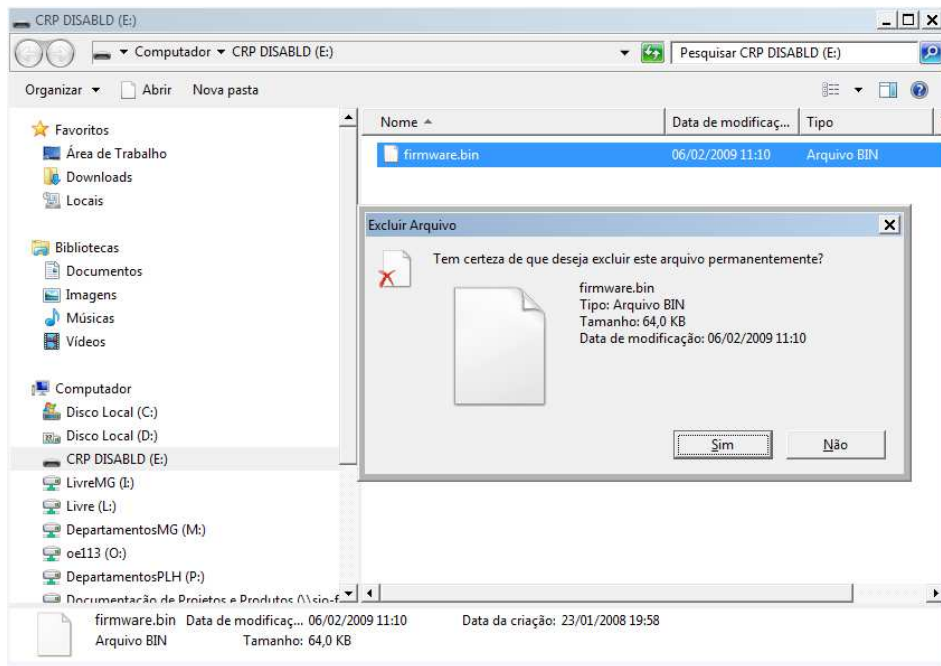 CRP DISABLD (E:)
Computador CRP DISABLD (E:)
Pesquisar CRP DISABLD (E:)
Organizar Abrir Nova pasta
Favoritos
Área de Trabalho
Downloads
Locais
Bibliotecas
Documentos
Imagens
Músicas
Vídeos
Computador
Disco Local (C:)
Disco Local (D:)
CRP DISABLD (E:)
LivreMG (I:)
Livre (L:)
DepartamentosMG (M:)
oe113 (O:)
DepartamentosPLH (P:)
Documentação de Projetos e Produtos (\\sio-f
Nome Data de modificaç... Tipo
firmware.bin 06/02/2009 11:10 Arquivo BIN
Excluir Arquivo
Tem certeza de que deseja excluir este arquivo permanentemente?
firmware.bin
Tipo: Arquivo BIN
Tamanho: 64,0 KB
Data de modificação: 06/02/2009 11:10
Sim Não
firmware.bin Data de modificaç... 06/02/2009 11:10 Data da criação: 23/01/2008 19:58
Arquivo BIN Tamanho: 64,0 KB